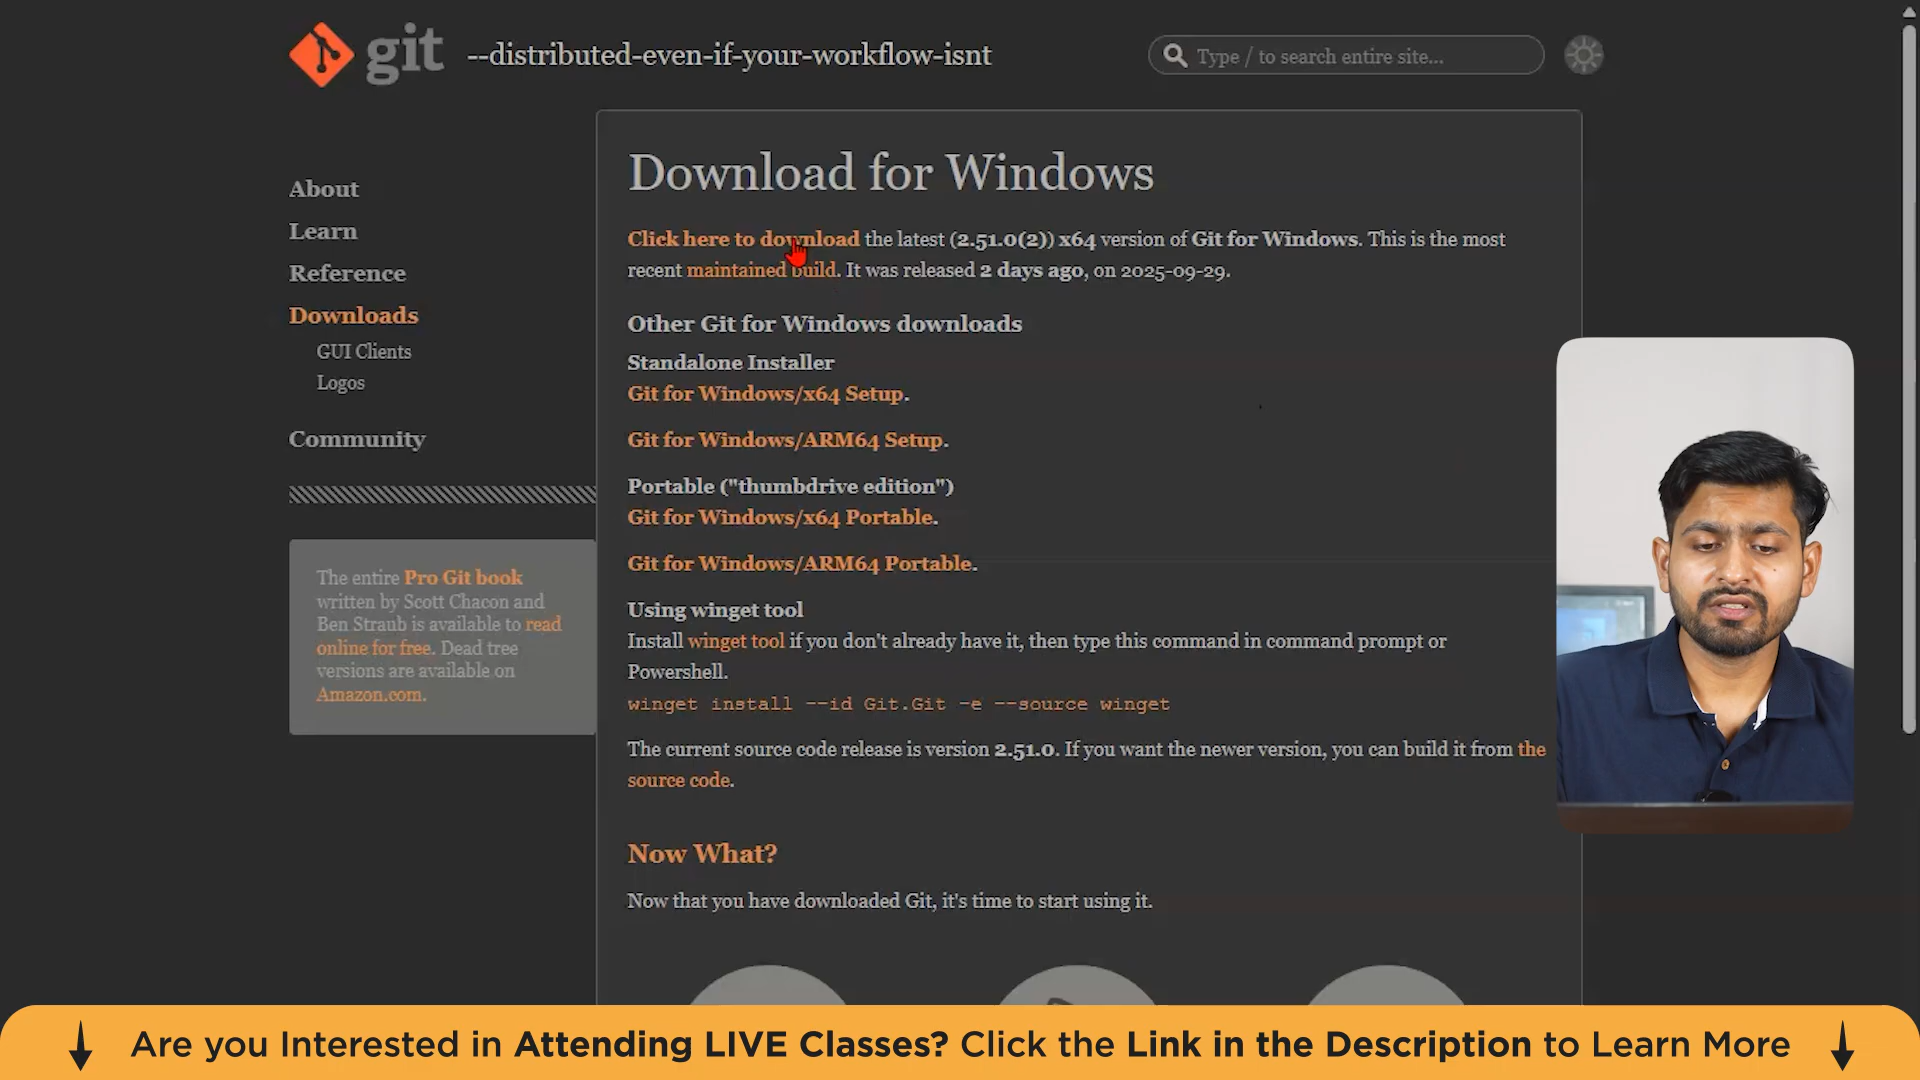 git --distributed-even-if-your-workflow-isnt
Type / to search entire site...
About
Learn
Reference
Downloads
GUI Clients
Logos
Community
The entire Pro Git book
written by Scott Chacon and
Ben Straub is available to read
online for free. Dead tree
versions are available on
Amazon.com.
Download for Windows
Click here to download the latest (2.51.0(2)) x64 version of Git for Windows. This is the most
recent maintained build. It was released 2 days ago, on 2025-09-29.
Other Git for Windows downloads
Standalone Installer
Git for Windows/x64 Setup.
Git for Windows/ARM64 Setup.
Portable ("thumbdrive edition")
Git for Windows/x64 Portable.
Git for Windows/ARM64 Portable.
Using winget tool
Install winget tool if you don't already have it, then type this command in command prompt or
Powershell.
winget install --id Git.Git -e --source winget
The current source code release is version 2.51.0. If you want the newer version, you can build it from the
source code.
Now What?
Now that you have downloaded Git, it's time to start using it.
Are you Interested in Attending LIVE Classes? Click the Link in the Description to Learn More